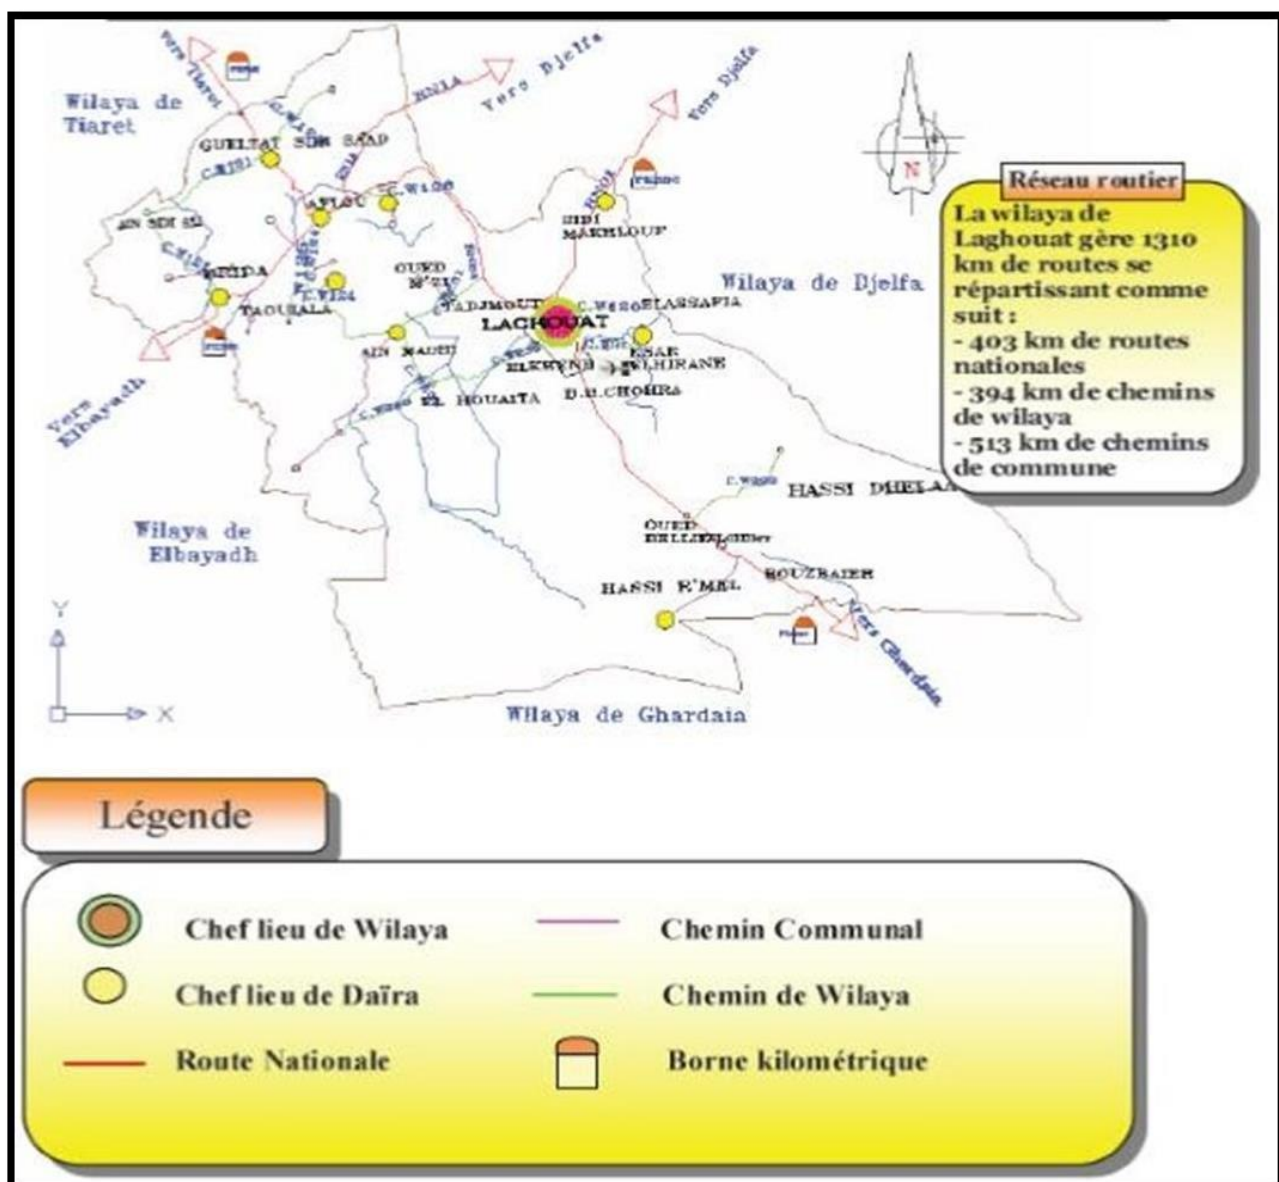 Vers Tiaret
Vers Djelfa
Vers Djelfa
Wilaya de
Tiaret
GUELTAT SIDI SAAD
AFLOU
BRIDA
TAOUIALA
OUED
M'ZI
SIDI
MAKHLOUF
Wilaya de Djelfa
TADJMOUT
LAGHOUAT
ELASSAFIA
KSAR
ELHIRANE
AIN MADHI
EL HOUAITA
Vers
Elbayadh
N
Réseau routier
La wilaya de
Laghouat gère 1310
km de routes se
répartissant comme
suit :
- 403 km de routes
nationales
- 394 km de chemins
de wilaya
- 513 km de chemins
de commune
Wilaya de
Elbayadh
OUED
HASSI R'MEL
BOUZBAIER
Vers Ghardaia
Wilaya de Ghardaia
Y
X
Légende
Chef lieu de Wilaya
Chemin Communal
Chef lieu de Daïra
Chemin de Wilaya
Route Nationale
Borne kilométrique